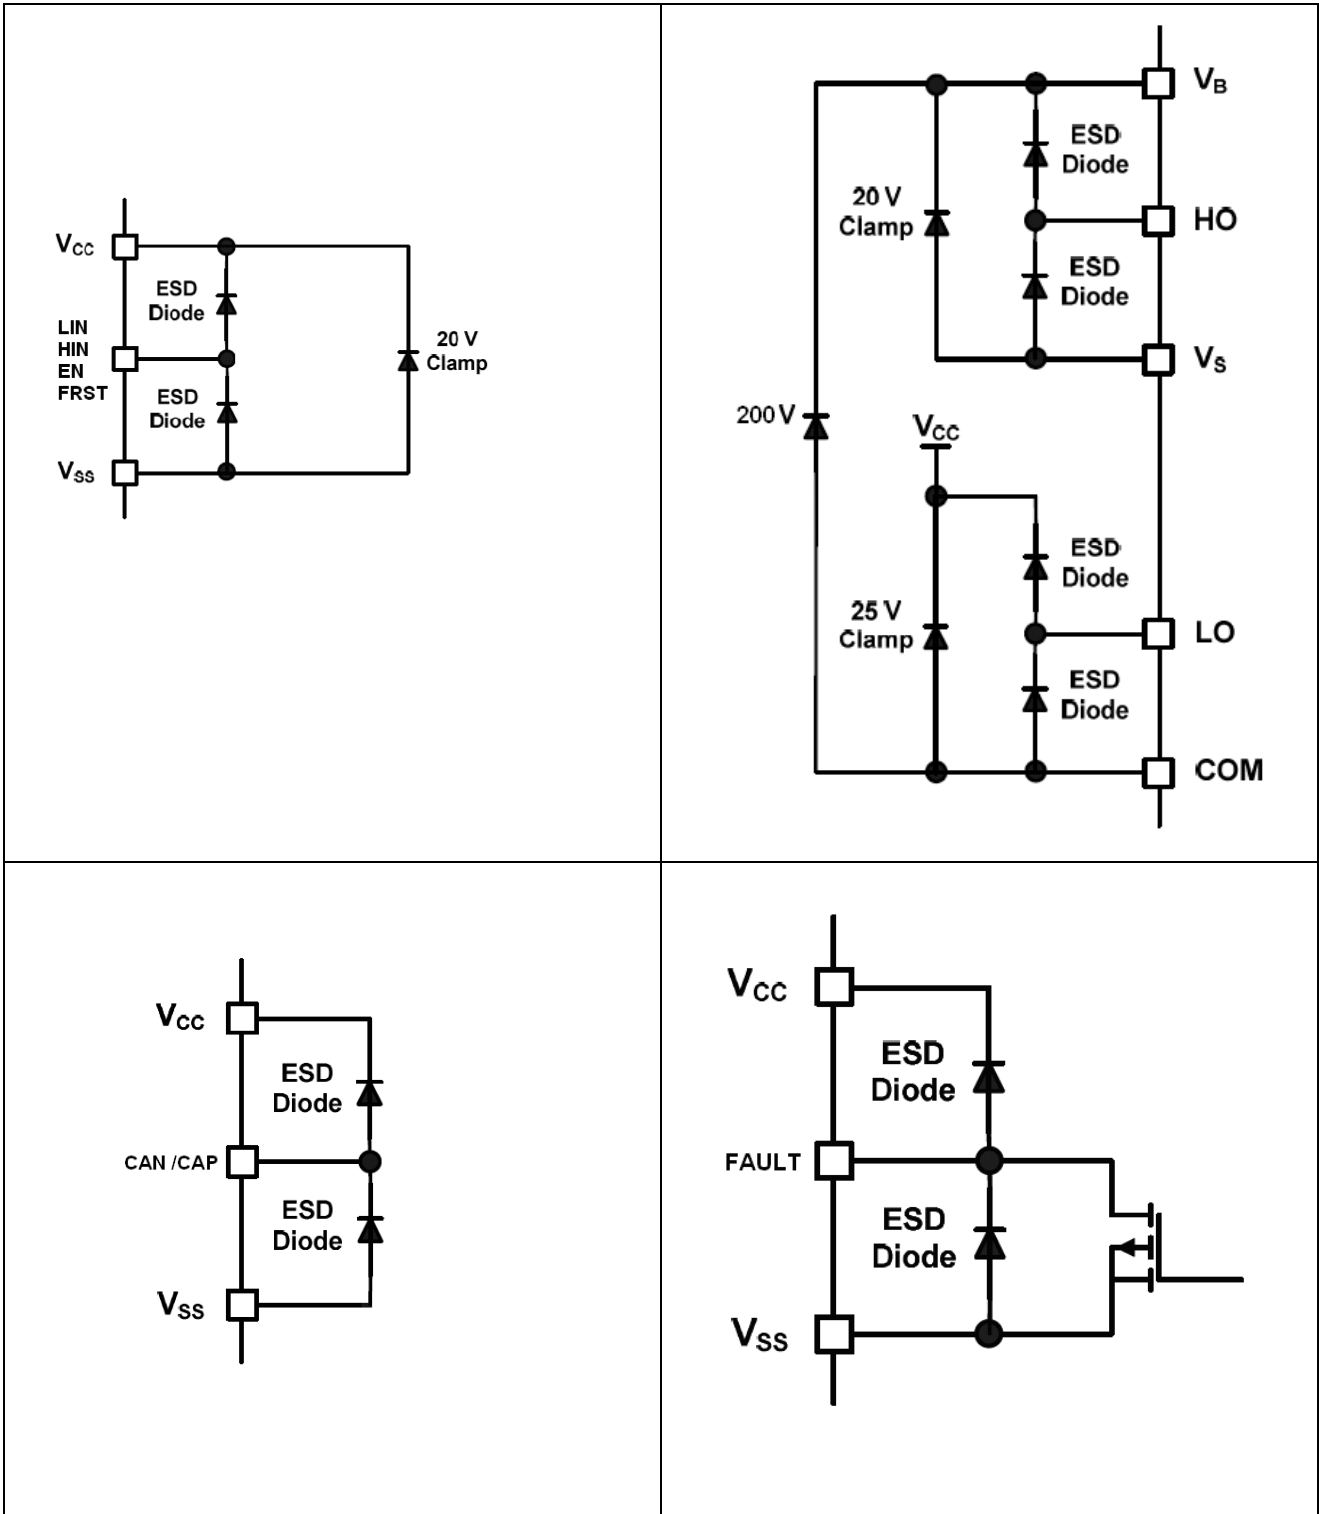 VCC
ESD
Diode
LIN
HIN
EN
FRST
ESD
Diode
VSS
20 V
Clamp
VB
ESD
Diode
20 V
Clamp
HO
ESD
Diode
VS
200 V
VCC
ESD
Diode
25 V
Clamp
LO
ESD
Diode
COM
VCC
ESD
Diode
CAN /CAP
ESD
Diode
VSS
VCC
ESD
Diode
FAULT
ESD
Diode
VSS